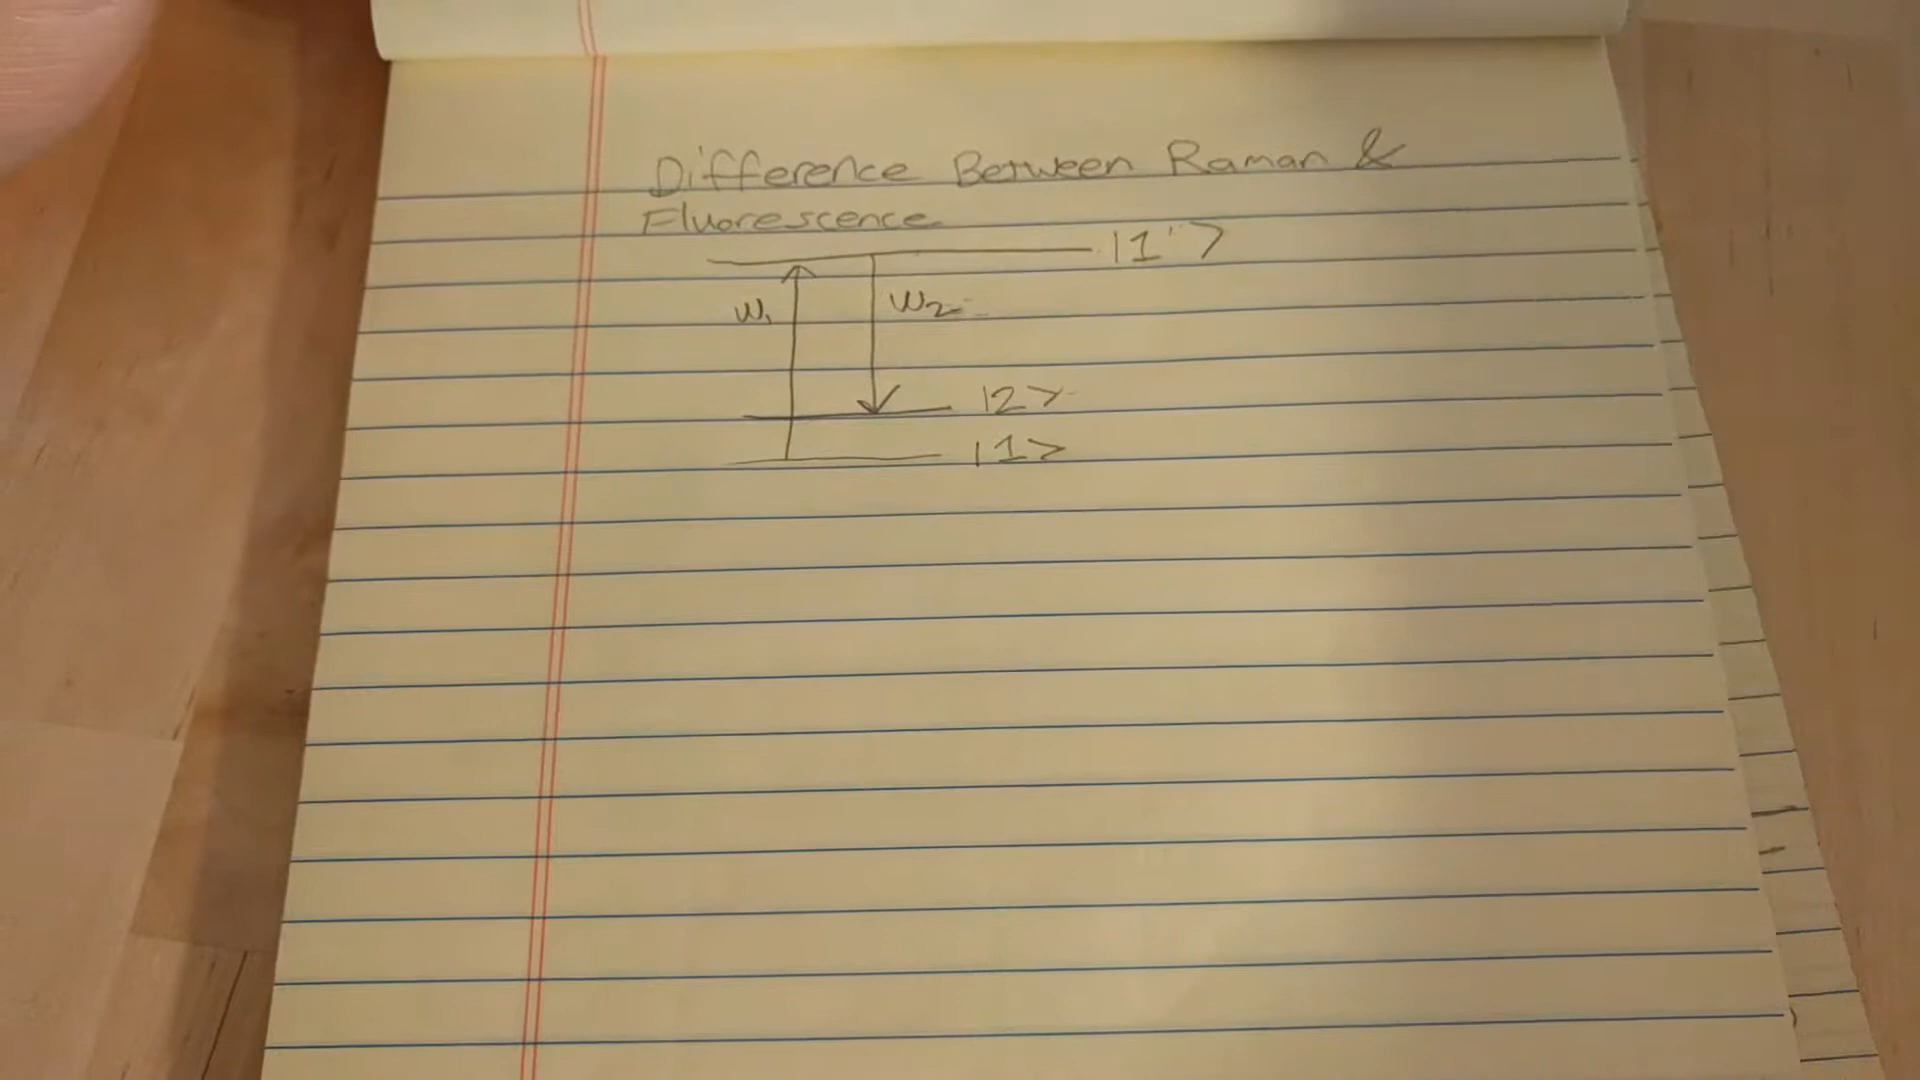 Difference Between Raman &
Fluorescence
|1'>
w₁
w₂
|2>
|1>